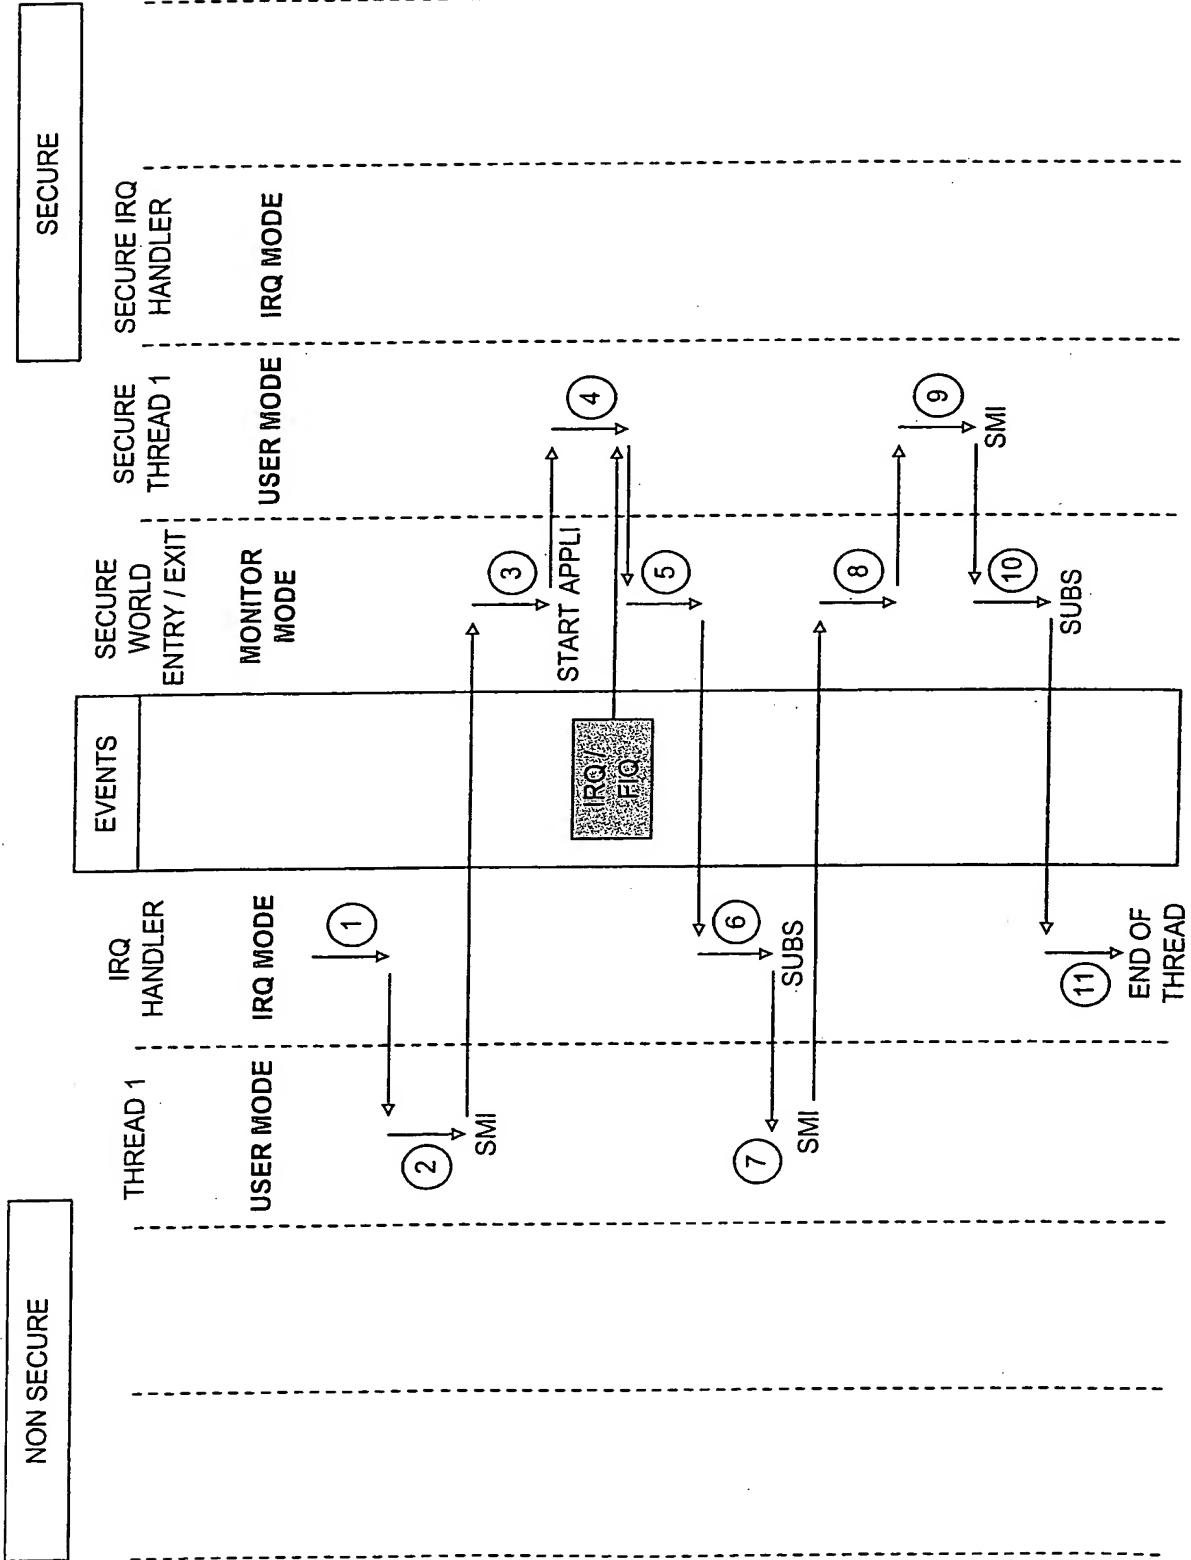 NON SECURE
SECURE
THREAD 1
IRQ
HANDLER
EVENTS
SECURE
WORLD
ENTRY / EXIT
SECURE
THREAD 1
SECURE IRQ
HANDLER
USER MODE
IRQ MODE
MONITOR
MODE
USER MODE
IRQ MODE
1
2
SMI
3
START APPLI
4
IRQ /
FIQ
5
6
SUBS
7
SMI
8
9
SMI
10
SUBS
11
END OF
THREAD